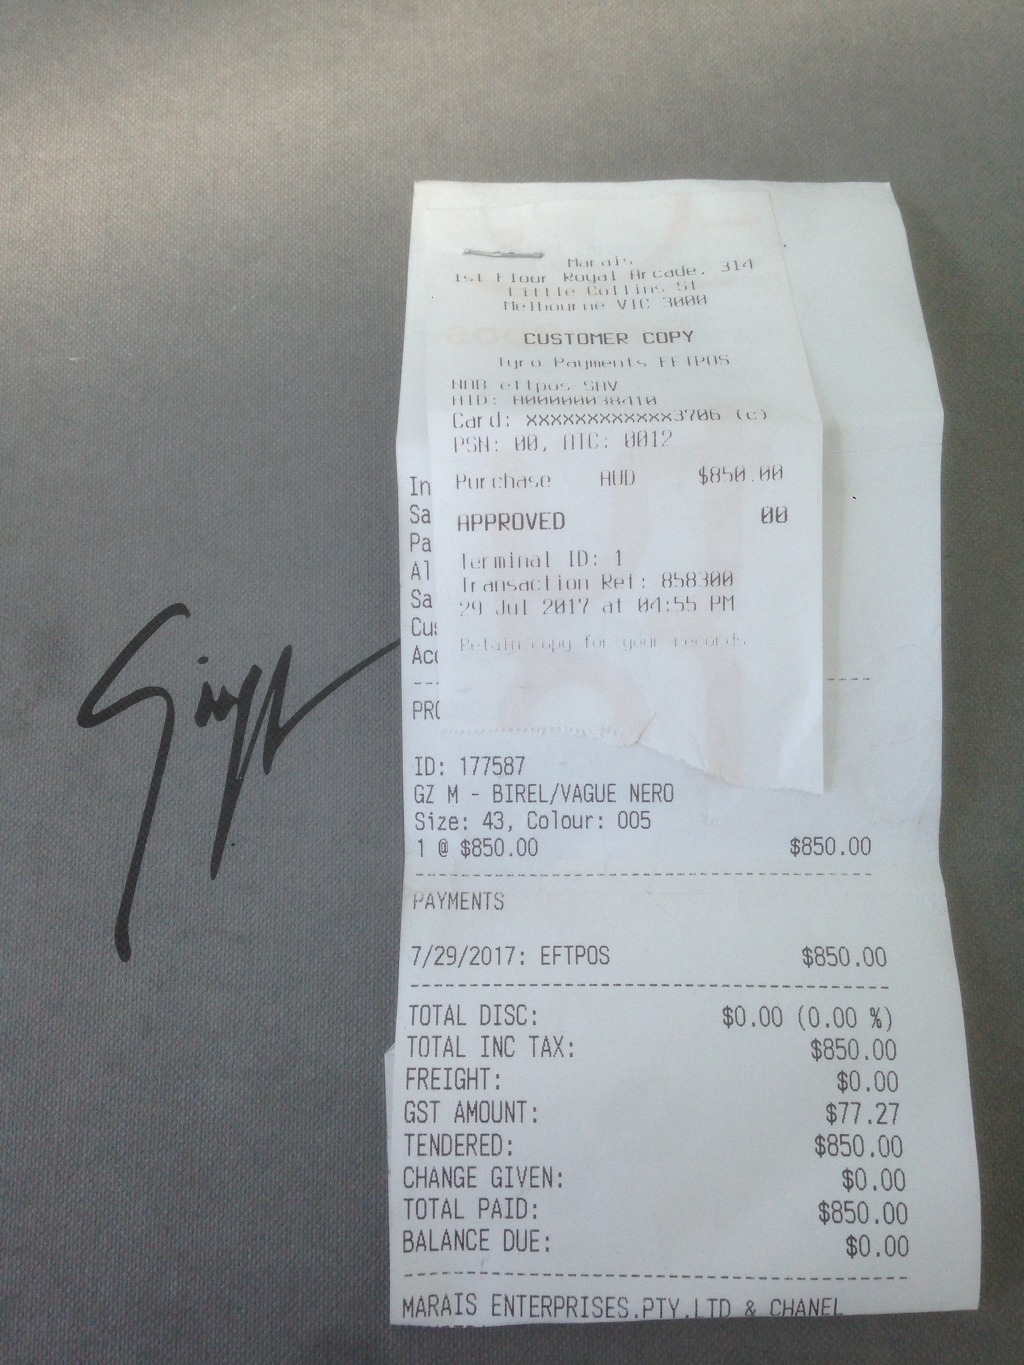 Marais
1st Floor Royal Arcade, 314
Little Collins St
Melbourne VIC 3000
CUSTOMER COPY
Tyro Payments EFTPOS
NAB eftpos SAV
AID: A000000038410
Card: xxxxxxxxxxxx3706 (c)
PSN: 00, ATC: 0012
Purchase AUD $850.00
APPROVED 00
Terminal ID: 1
Transaction Ref: 858300
29 Jul 2017 at 04:55 PM
Retain copy for your records.
In
Sa
Pa
Al
Sa
Cus
Acc
PRO
ID: 177587
GZ M - BIREL/VAGUE NERO
Size: 43, Colour: 005
1 @ $850.00 $850.00
PAYMENTS
7/29/2017: EFTPOS $850.00
TOTAL DISC: $0.00 (0.00 %)
TOTAL INC TAX: $850.00
FREIGHT: $0.00
GST AMOUNT: $77.27
TENDERED: $850.00
CHANGE GIVEN: $0.00
TOTAL PAID: $850.00
BALANCE DUE: $0.00
MARAIS ENTERPRISES.PTY.LTD & CHANEL